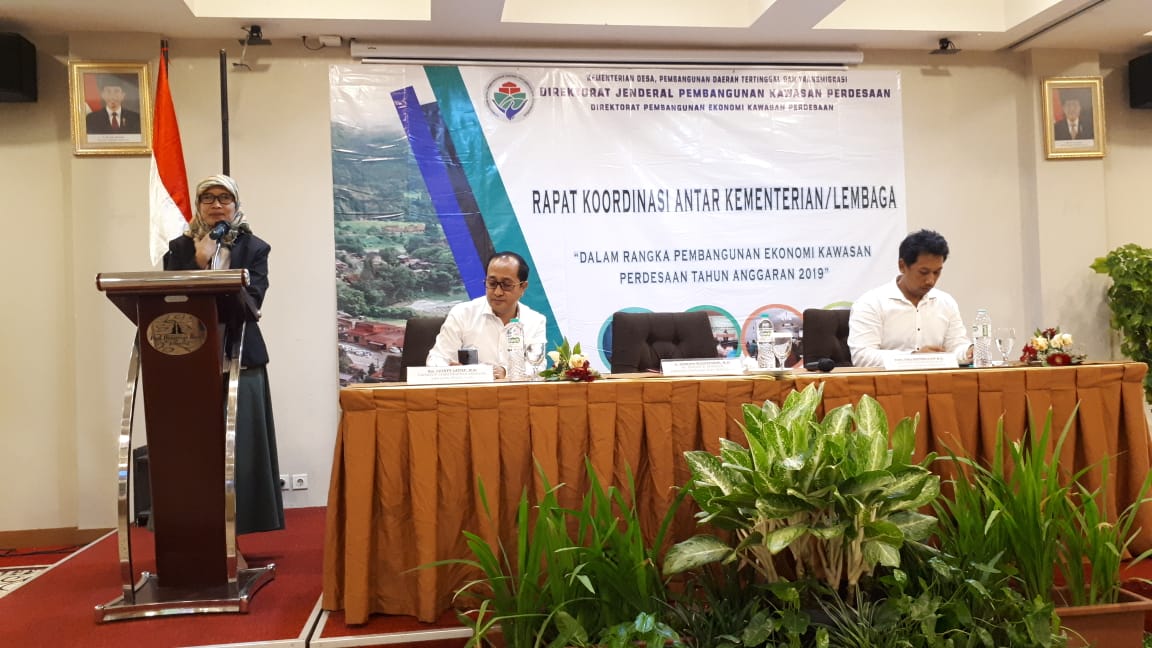 KEMENTERIAN DESA, PEMBANGUNAN DAERAH TERTINGGAL DAN TRANSMIGRASI
DIREKTORAT JENDERAL PEMBANGUNAN KAWASAN PERDESAAN
DIREKTORAT PEMBANGUNAN EKONOMI KAWASAN PERDESAAN
RAPAT KOORDINASI ANTAR KEMENTERIAN/LEMBAGA
“DALAM RANGKA PEMBANGUNAN EKONOMI KAWASAN
PERDESAAN TAHUN ANGGARAN 2019”